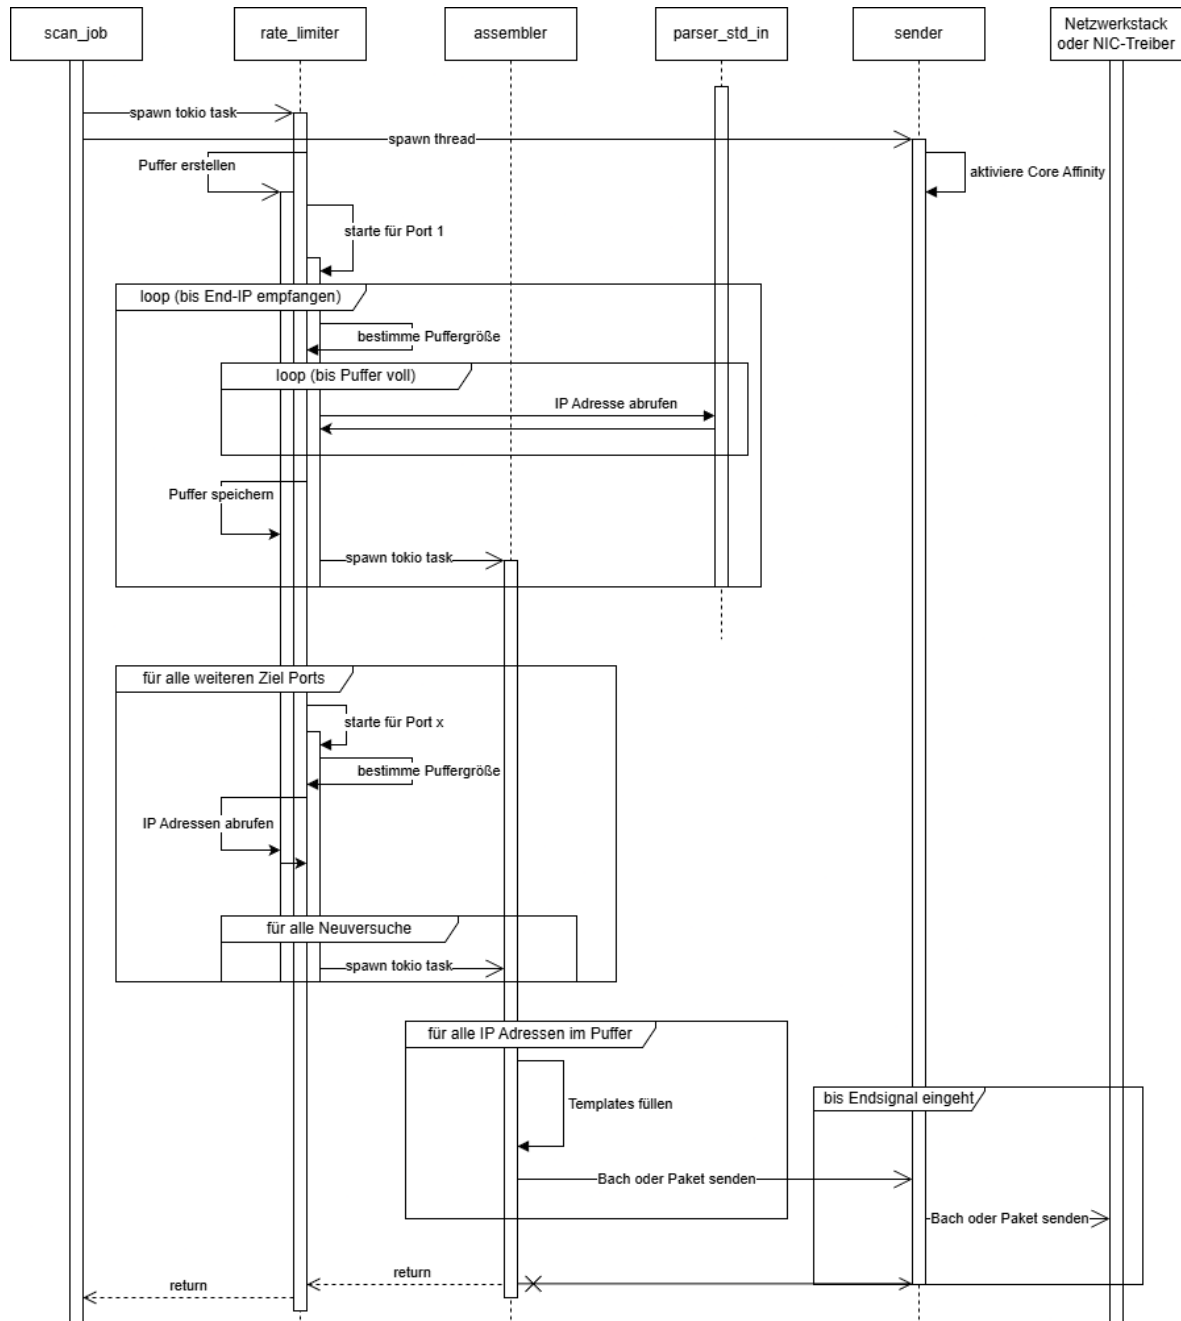 scan_job
rate_limiter
assembler
parser_std_in
sender
Netzwerkstack
oder NIC-Treiber
spawn tokio task
spawn thread
Puffer erstellen
aktiviere Core Affinity
starte für Port 1
loop (bis End-IP empfangen)
bestimme Puffergröße
loop (bis Puffer voll)
IP Adresse abrufen
Puffer speichern
spawn tokio task
für alle weiteren Ziel Ports
starte für Port x
bestimme Puffergröße
IP Adressen abrufen
für alle Neuversuche
spawn tokio task
für alle IP Adressen im Puffer
Templates füllen
bis Endsignal eingeht
Bach oder Paket senden
Bach oder Paket senden
return
return